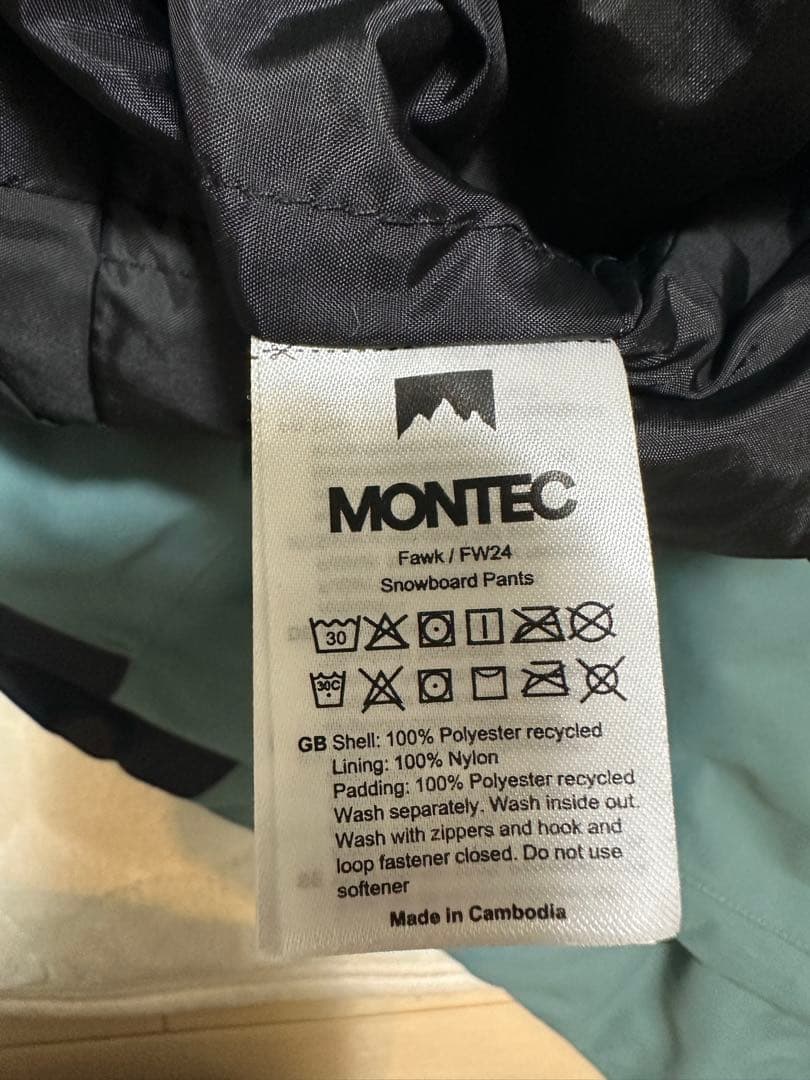 MONTEC
Fawk / FW24
Snowboard Pants
30
30C
GB Shell: 100% Polyester recycled
Lining: 100% Nylon
Padding: 100% Polyester recycled
Wash separately. Wash inside out.
Wash with zippers and hook and
loop fastener closed. Do not use
softener
Made in Cambodia